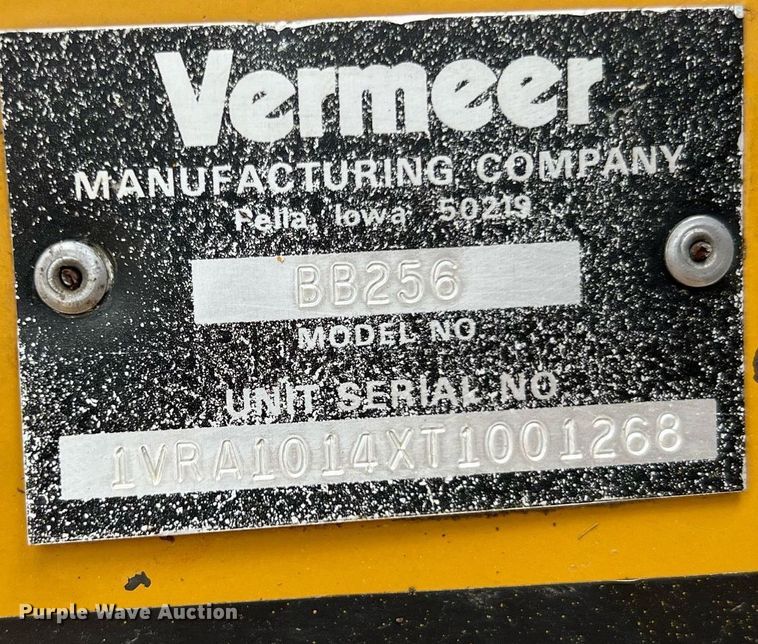 Vermeer
MANUFACTURING COMPANY
Pella, Iowa 50219
BB256
MODEL NO
UNIT SERIAL NO
1VRA1014XT1001268
Purple Wave Auction